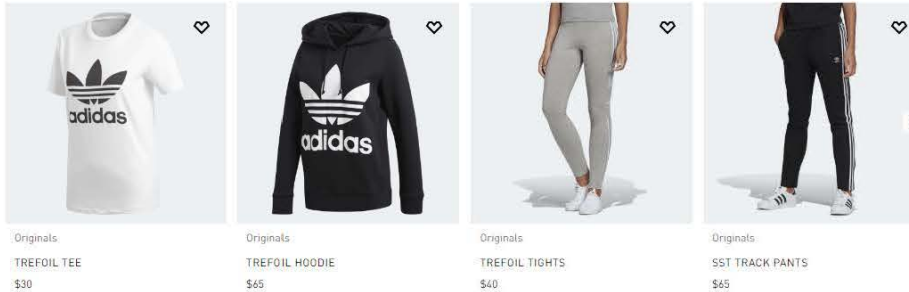 adidas
Originals
TREFOIL TEE
$30
adidas
Originals
TREFOIL HOODIE
$65
Originals
TREFOIL TIGHTS
$40
Originals
SST TRACK PANTS
$65